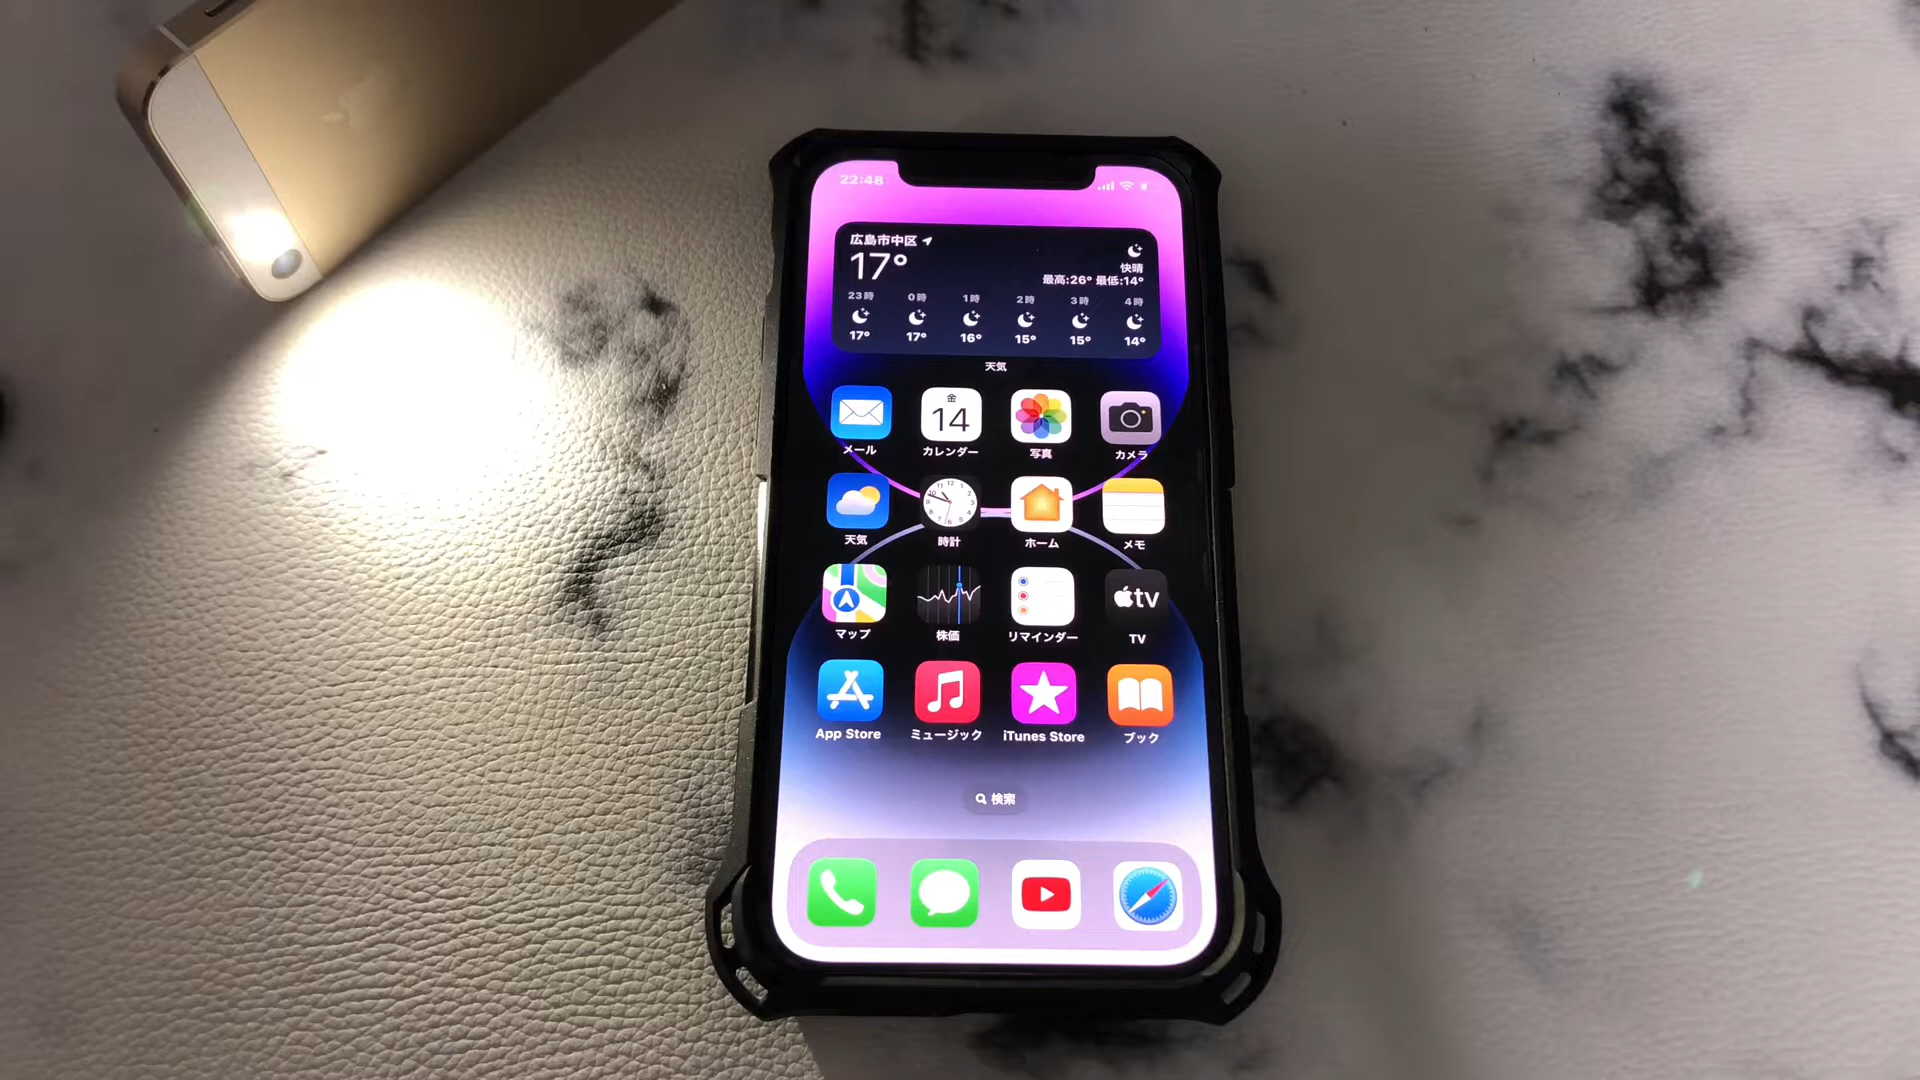 22:48
広島市中区
17°
快晴
最高:26° 最低:14°
23時 0時 1時 2時 3時 4時
17° 17° 16° 15° 15° 14°
天気
金
14
メール カレンダー 写真 カメラ
天気 時計 ホーム メモ
tv
マップ 株価 リマインダー TV
App Store ミュージック iTunes Store ブック
検索